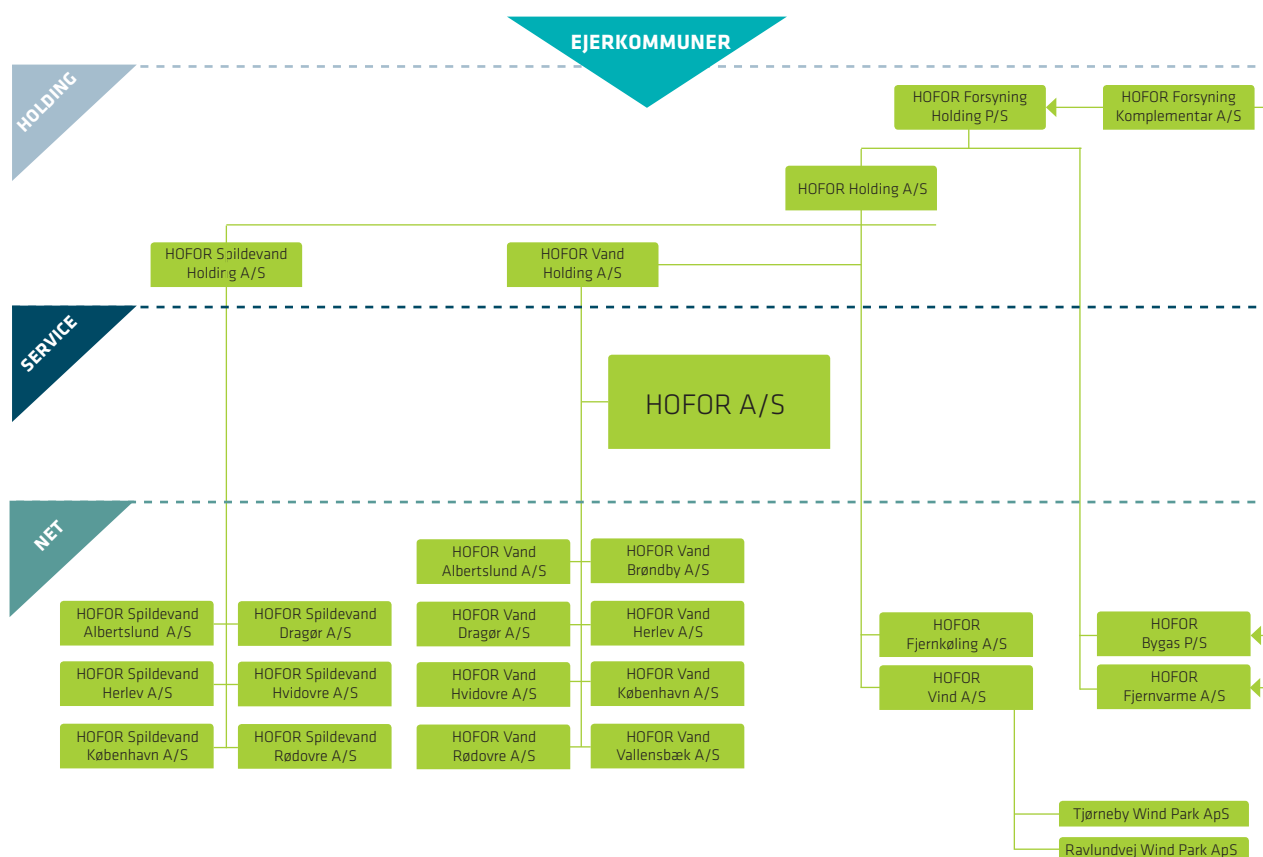 EJERKOMMUNER
HOLDING
HOFOR Forsyning
Holding P/S
HOFOR Forsyning
Komplementar A/S
HOFOR Holding A/S
HOFOR Spildevand
Holding A/S
HOFOR Vand
Holding A/S
SERVICE
HOFOR A/S
NET
HOFOR Vand
Albertslund A/S
HOFOR Vand
Brøndby A/S
HOFOR Spildevand
Albertslund A/S
HOFOR Spildevand
Dragør A/S
HOFOR Vand
Dragør A/S
HOFOR Vand
Herlev A/S
HOFOR
Fjernkøling A/S
HOFOR
Bygas P/S
HOFOR Spildevand
Herlev A/S
HOFOR Spildevand
Hvidovre A/S
HOFOR Vand
Hvidovre A/S
HOFOR Vand
København A/S
HOFOR
Vind A/S
HOFOR
Fjernvarme A/S
HOFOR Spildevand
København A/S
HOFOR Spildevand
Rødovre A/S
HOFOR Vand
Rødovre A/S
HOFOR Vand
Vallensbæk A/S
Tjørneby Wind Park ApS
Ravlundvej Wind Park ApS